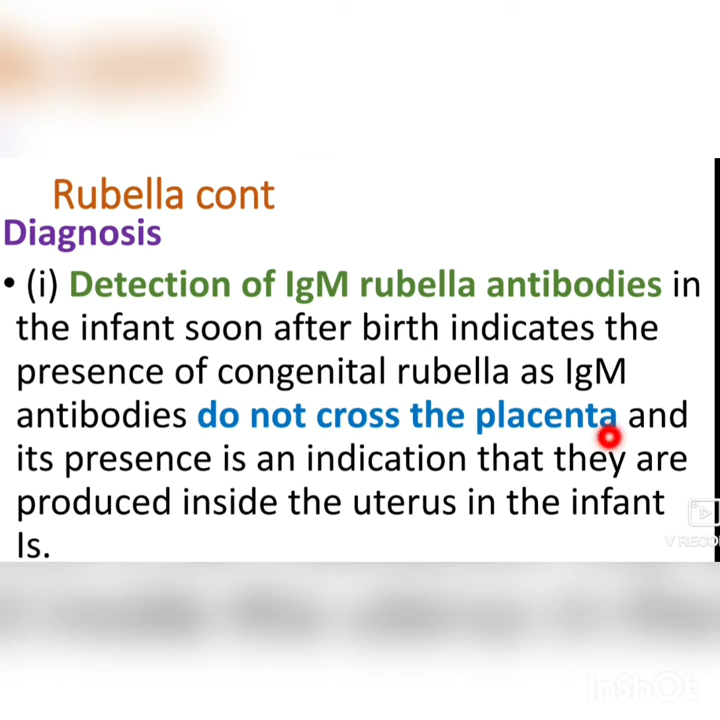 Rubella cont
Diagnosis
• (i) Detection of IgM rubella antibodies in
the infant soon after birth indicates the
presence of congenital rubella as IgM
antibodies do not cross the placenta and
its presence is an indication that they are
produced inside the uterus in the infant
Is.
V RECO
InShOt